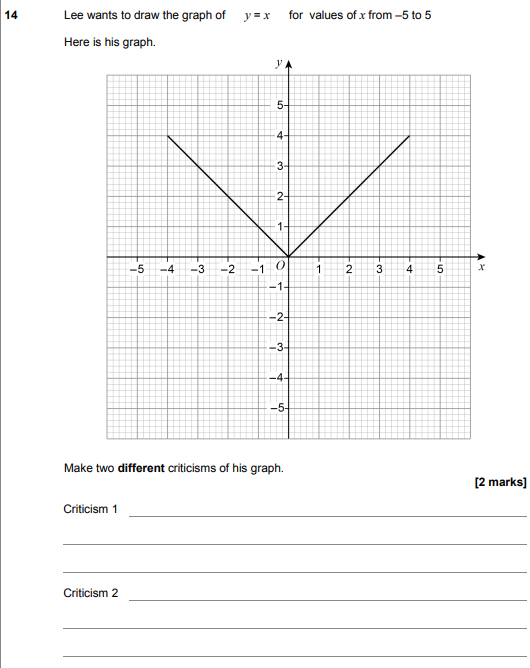 14 Lee wants to draw the graph of y = x for values of x from –5 to 5
Here is his graph.
y
5
4
3
2
1
–5 –4 –3 –2 –1 O 1 2 3 4 5 x
–1
–2
–3
–4
–5
Make two different criticisms of his graph.
[2 marks]
Criticism 1
Criticism 2